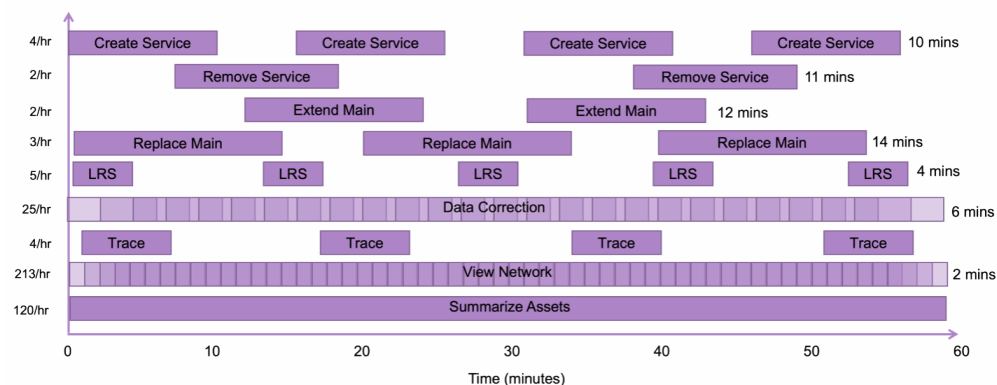 4/hr Create Service Create Service Create Service Create Service 10 mins
2/hr Remove Service Remove Service 11 mins
2/hr Extend Main Extend Main 12 mins
3/hr Replace Main Replace Main Replace Main 14 mins
5/hr LRS LRS LRS LRS LRS 4 mins
25/hr Data Correction 6 mins
4/hr Trace Trace Trace Trace
213/hr View Network 2 mins
120/hr Summarize Assets
0 10 20 30 40 50 60
Time (minutes)